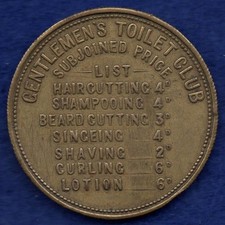 GENTLEMEN'S TOILET CLUB
SUBJOINED PRICE
LIST
HAIRCUTTING 4D
SHAMPOOING 4D
BEARD CUTTING 3D
SINGEING 4D
SHAVING 2D
CURLING 6D
LOTION 6D